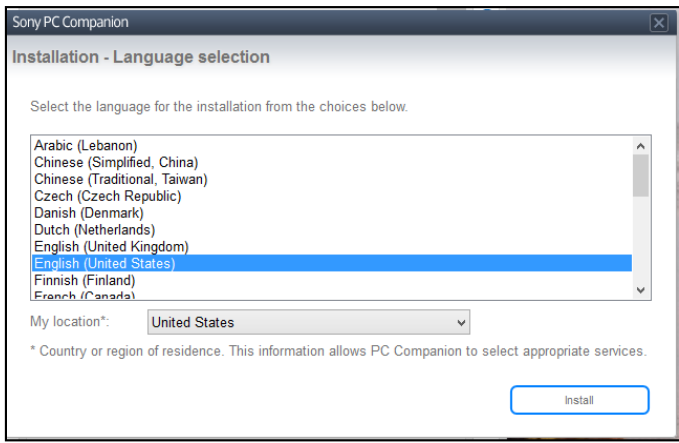 Sony PC Companion
Installation - Language selection
Select the language for the installation from the choices below.
Arabic (Lebanon)
Chinese (Simplified, China)
Chinese (Traditional, Taiwan)
Czech (Czech Republic)
Danish (Denmark)
Dutch (Netherlands)
English (United Kingdom)
English (United States)
Finnish (Finland)
French (Canada)
My location*: United States
* Country or region of residence. This information allows PC Companion to select appropriate services.
Install